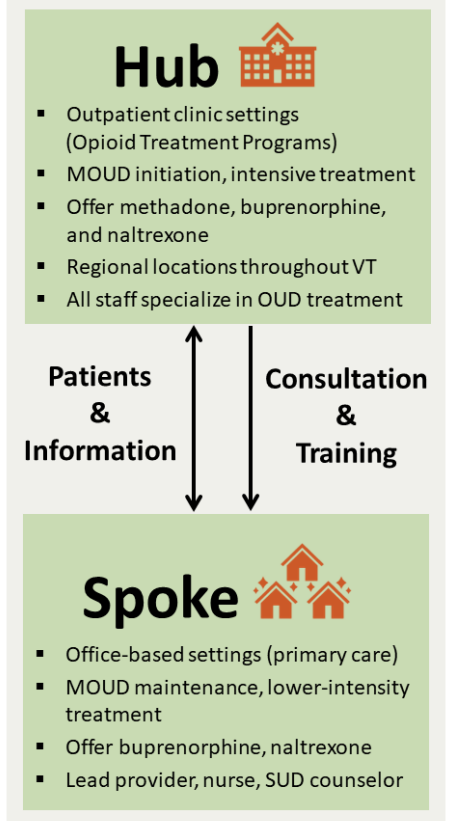 Hub
▪ Outpatient clinic settings
(Opioid Treatment Programs)
▪ MOUD initiation, intensive treatment
▪ Offer methadone, buprenorphine,
and naltrexone
▪ Regional locations throughout VT
▪ All staff specialize in OUD treatment
Patients
&
Information
Consultation
&
Training
Spoke
▪ Office-based settings (primary care)
▪ MOUD maintenance, lower-intensity
treatment
▪ Offer buprenorphine, naltrexone
▪ Lead provider, nurse, SUD counselor